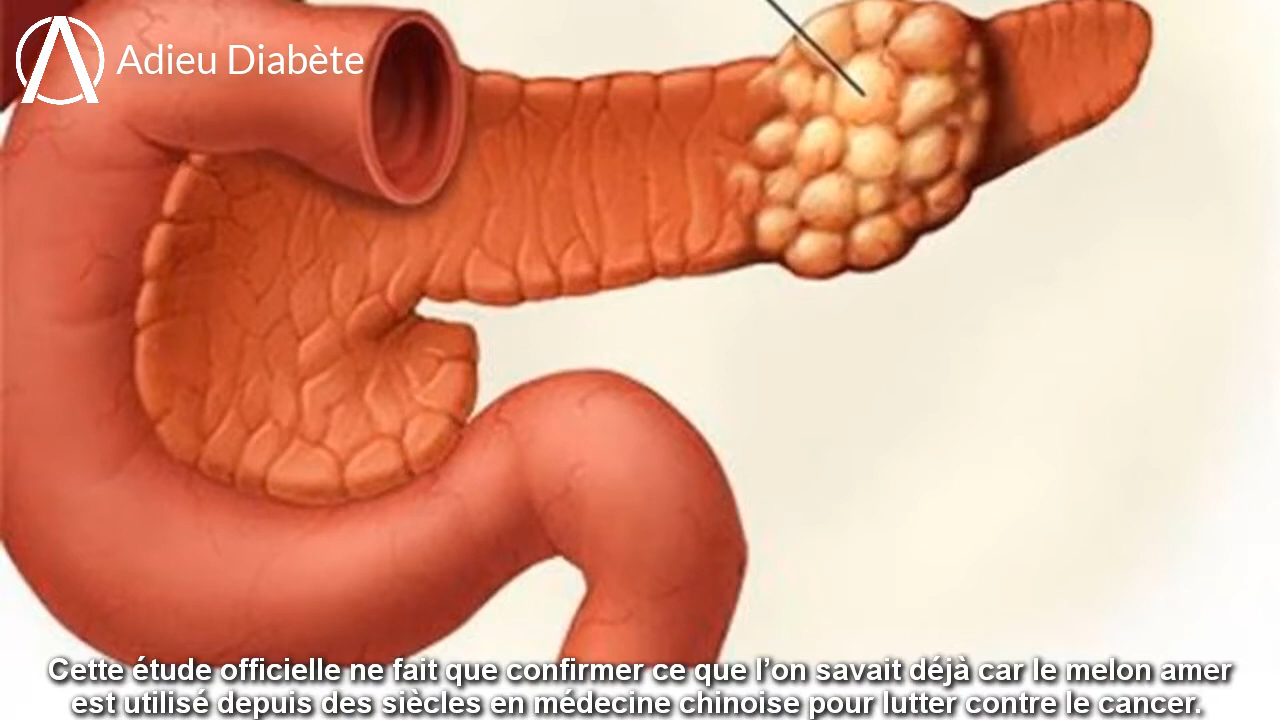 Adieu Diabète
Cette étude officielle ne fait que confirmer ce que l’on savait déjà car le melon amer
est utilisé depuis des siècles en médecine chinoise pour lutter contre le cancer.